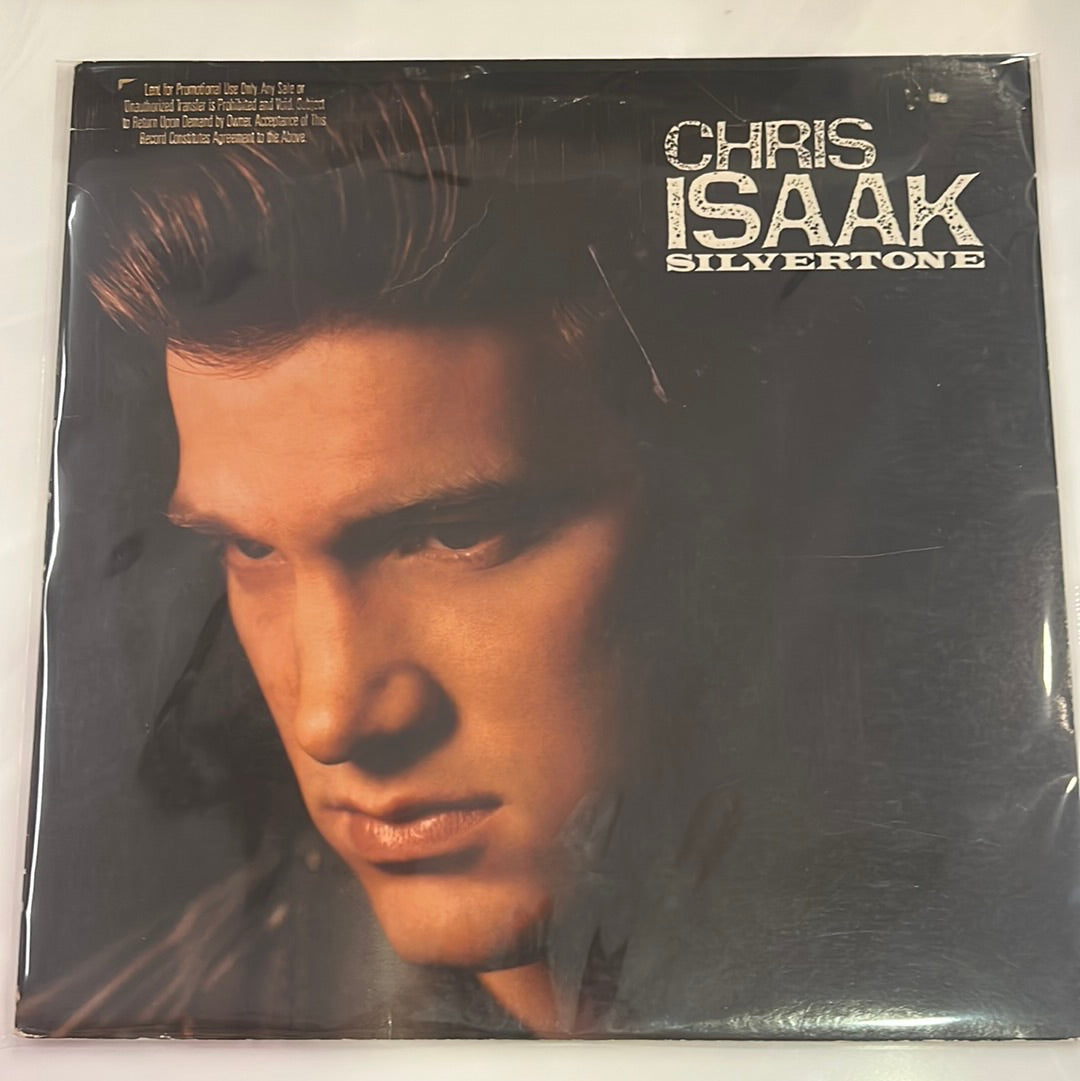 Lent for Promotional Use Only. Any Sale or
Unauthorized Transfer is Prohibited and Void. Subject
to Return Upon Demand by Owner. Acceptance of This
Record Constitutes Agreement to the Above.
CHRIS
ISAAK
SILVERTONE